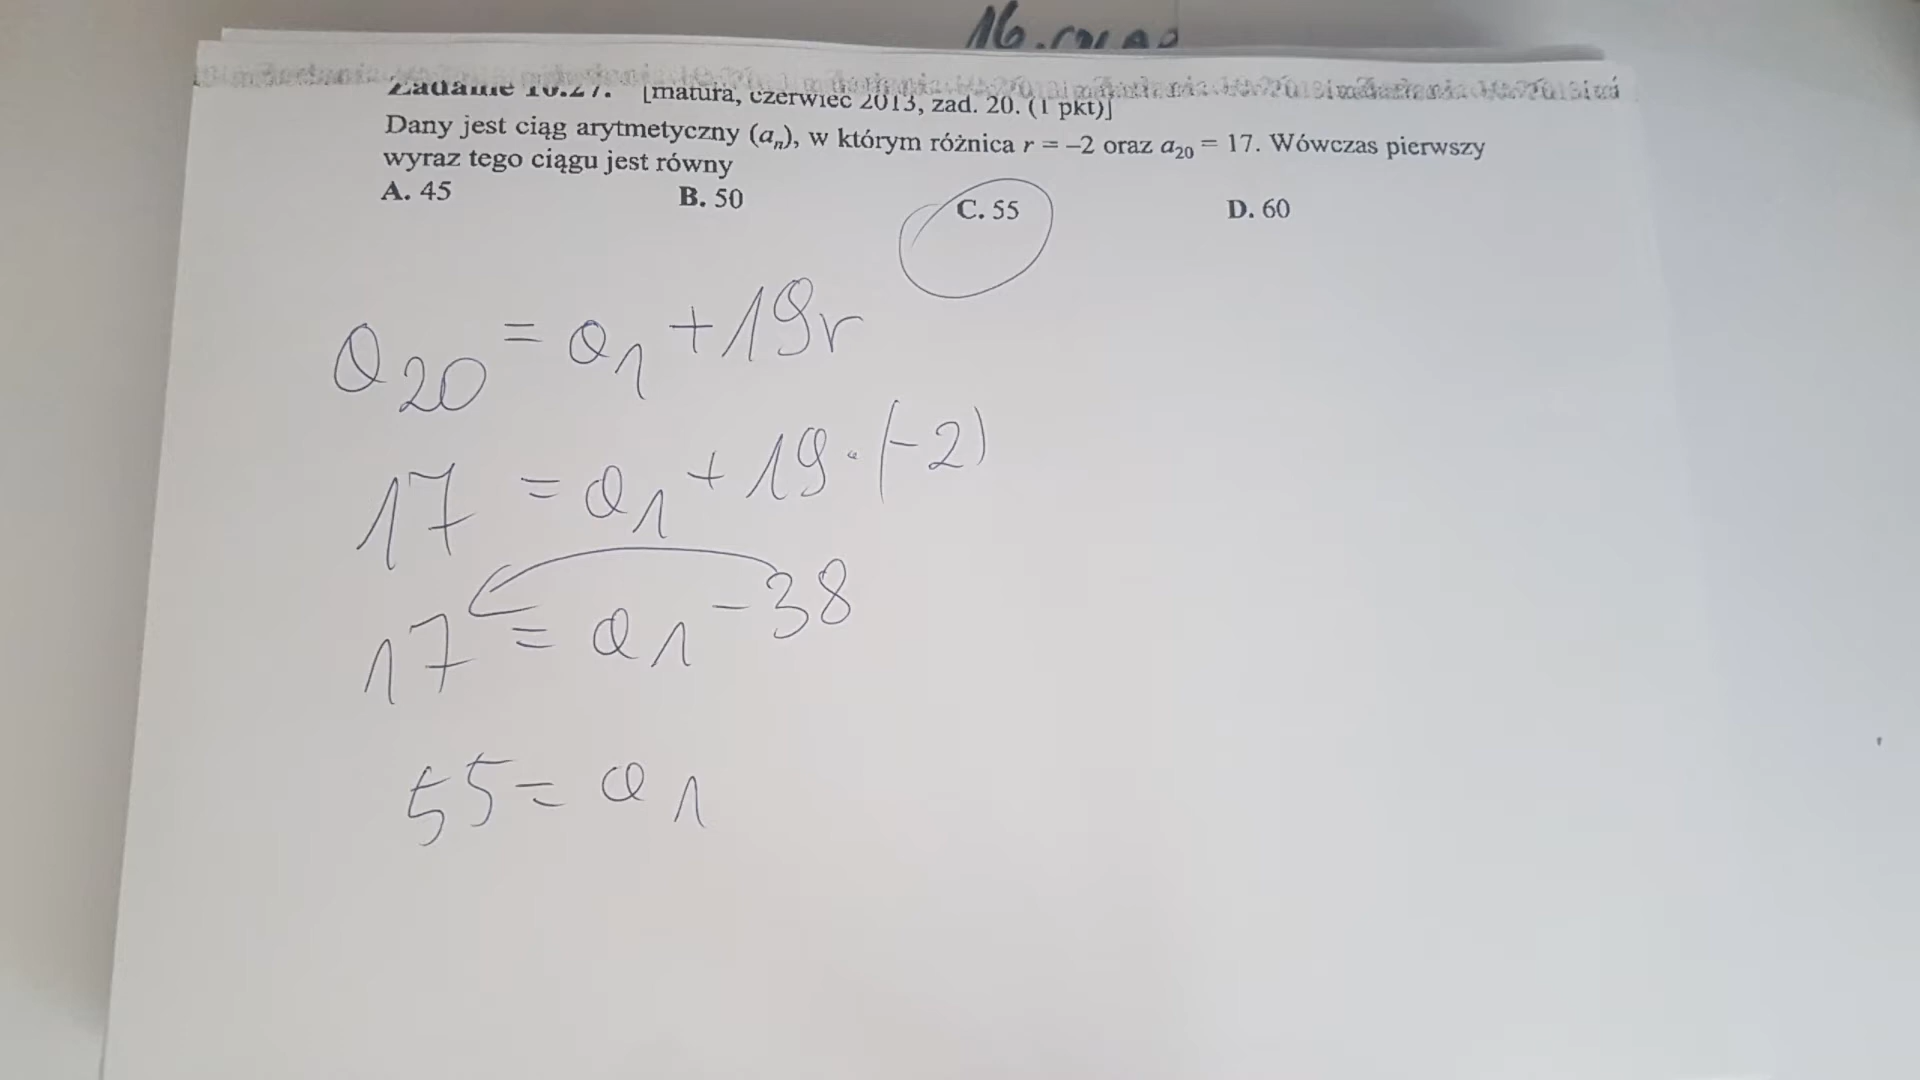 Zadanie 10.27. [matura, czerwiec 2013, zad. 20. (1 pkt)]
Dany jest ciąg arytmetyczny (aₙ), w którym różnica r = –2 oraz a₂₀ = 17. Wówczas pierwszy
wyraz tego ciągu jest równy
A. 45 B. 50 C. 55 D. 60
a₂₀ = a₁ + 19r
17 = a₁ + 19 · (-2)
17 = a₁ - 38
55 = a₁